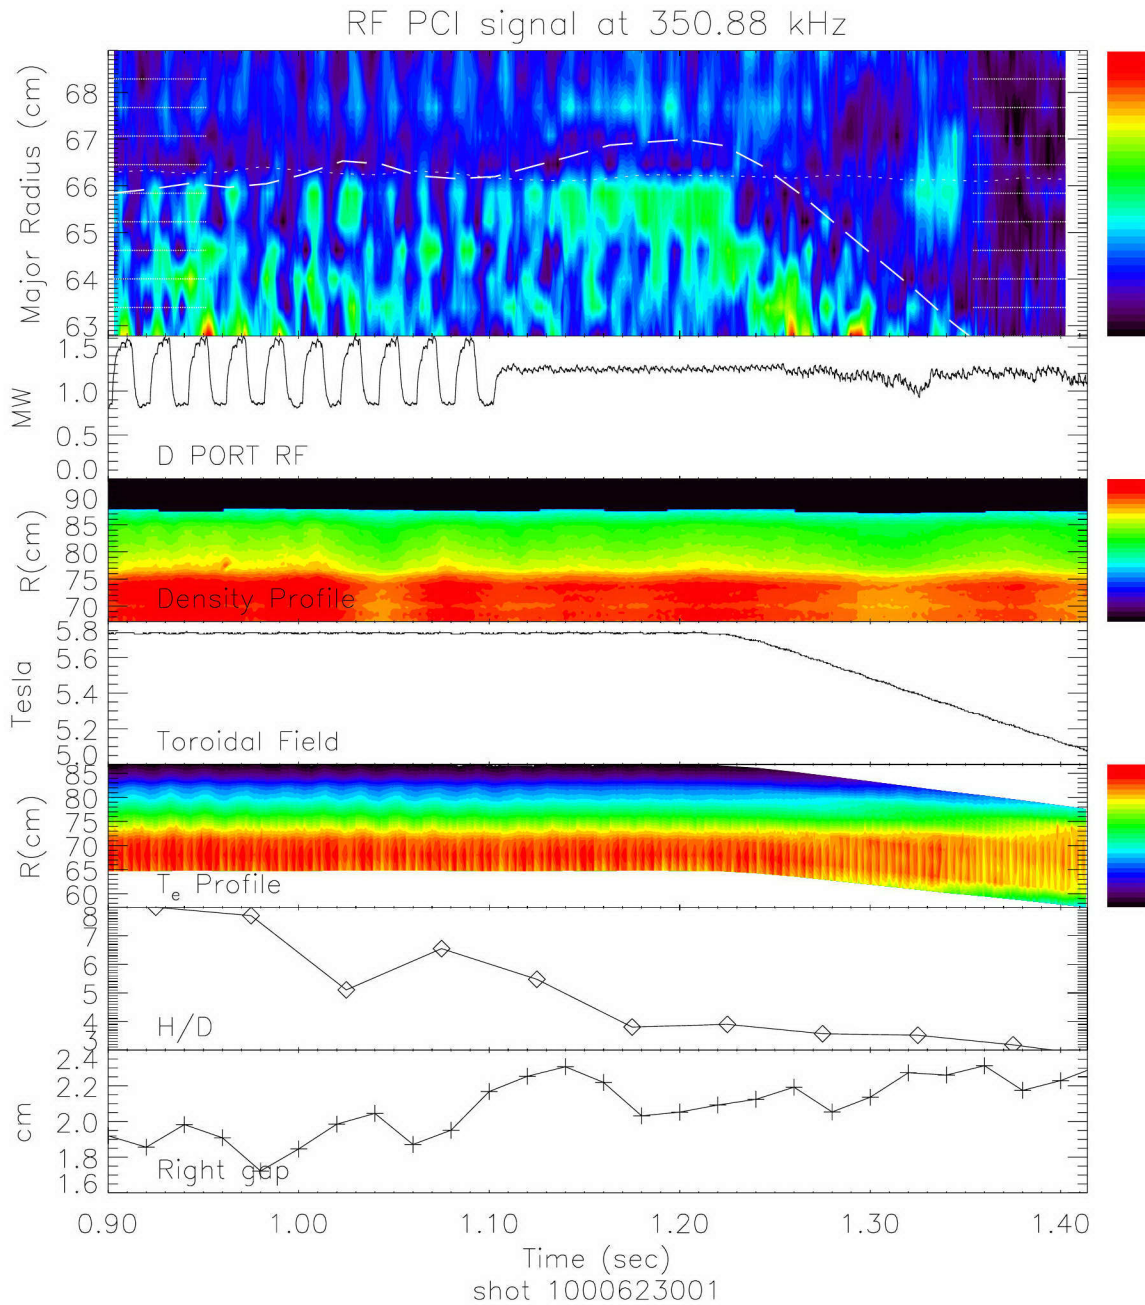 RF PCI signal at 350.88 kHz
Major Radius (cm)
68
67
66
65
64
63
MW
1.5
1.0
0.5
0.0
D PORT RF
R(cm)
90
85
80
75
70
Density Profile
Tesla
5.8
5.6
5.4
5.2
5.0
Toroidal Field
R(cm)
85
80
75
70
65
60
Te Profile
8
7
6
5
4
3
H/D
cm
2.4
2.2
2.0
1.8
1.6
Right gap
0.90 1.00 1.10 1.20 1.30 1.40
Time (sec)
shot 1000623001